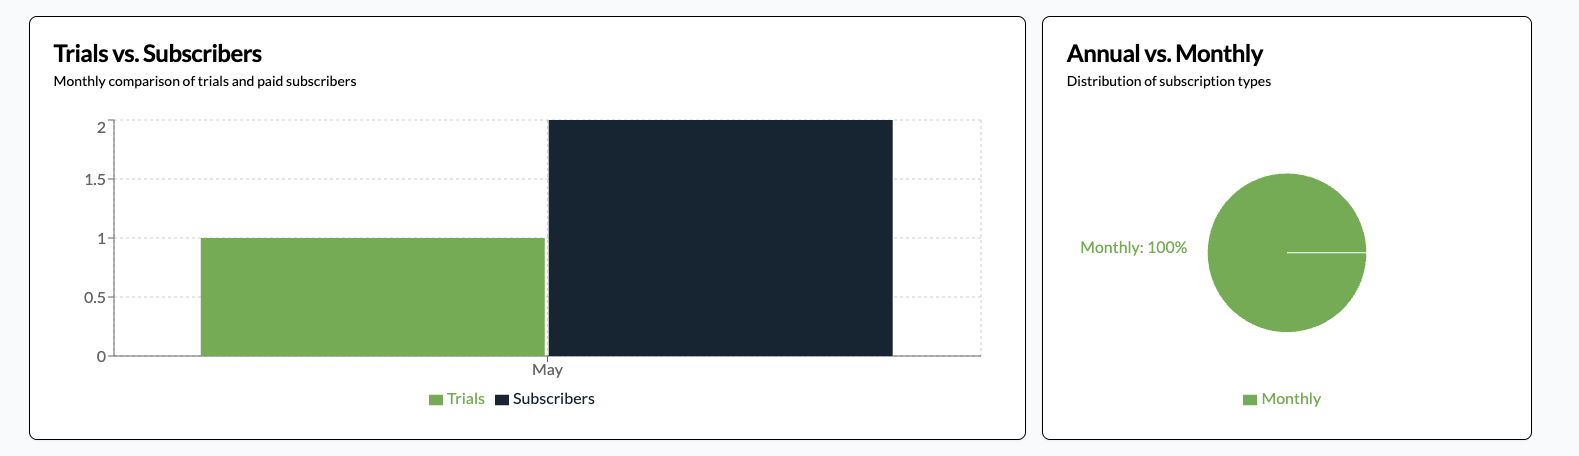 Trials vs. Subscribers
Monthly comparison of trials and paid subscribers
2
1.5
1
0.5
0
May
Trials Subscribers
Annual vs. Monthly
Distribution of subscription types
Monthly: 100%
Monthly